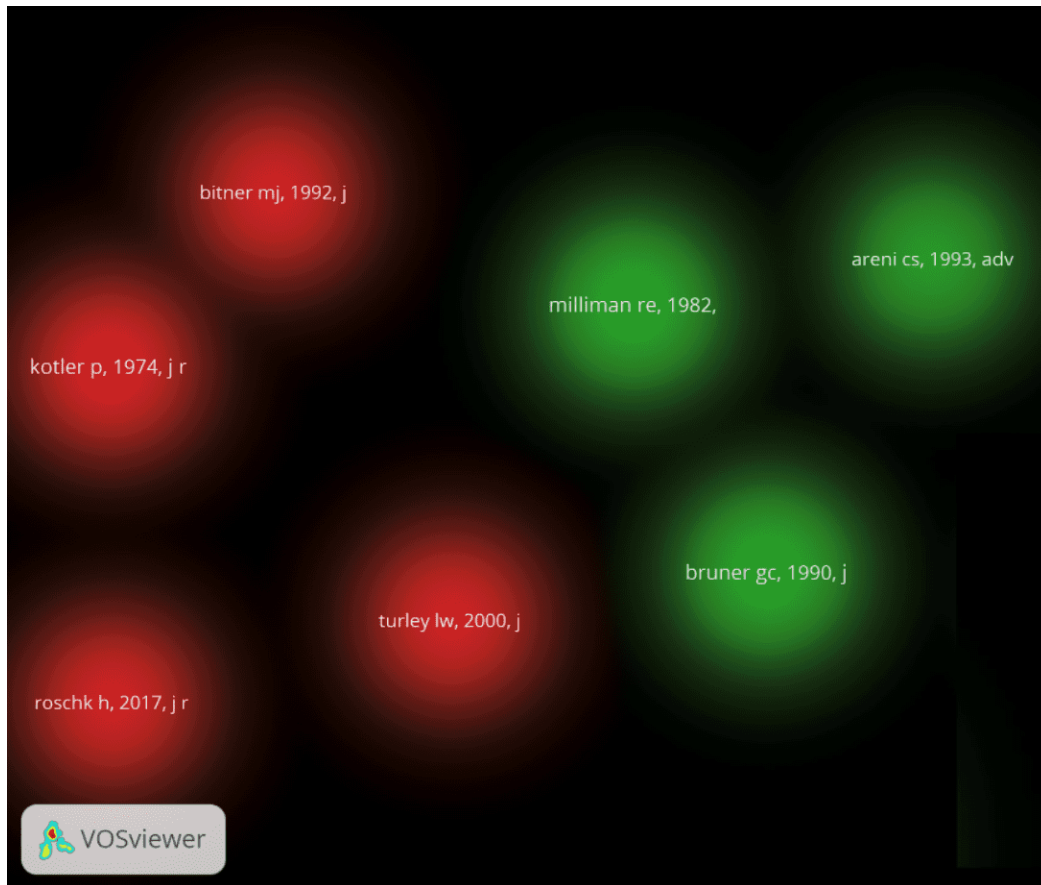 bitner mj, 1992, j
areni cs, 1993, adv
milliman re, 1982,
kotler p, 1974, j r
bruner gc, 1990, j
turley lw, 2000, j
roschk h, 2017, j r
VOSviewer